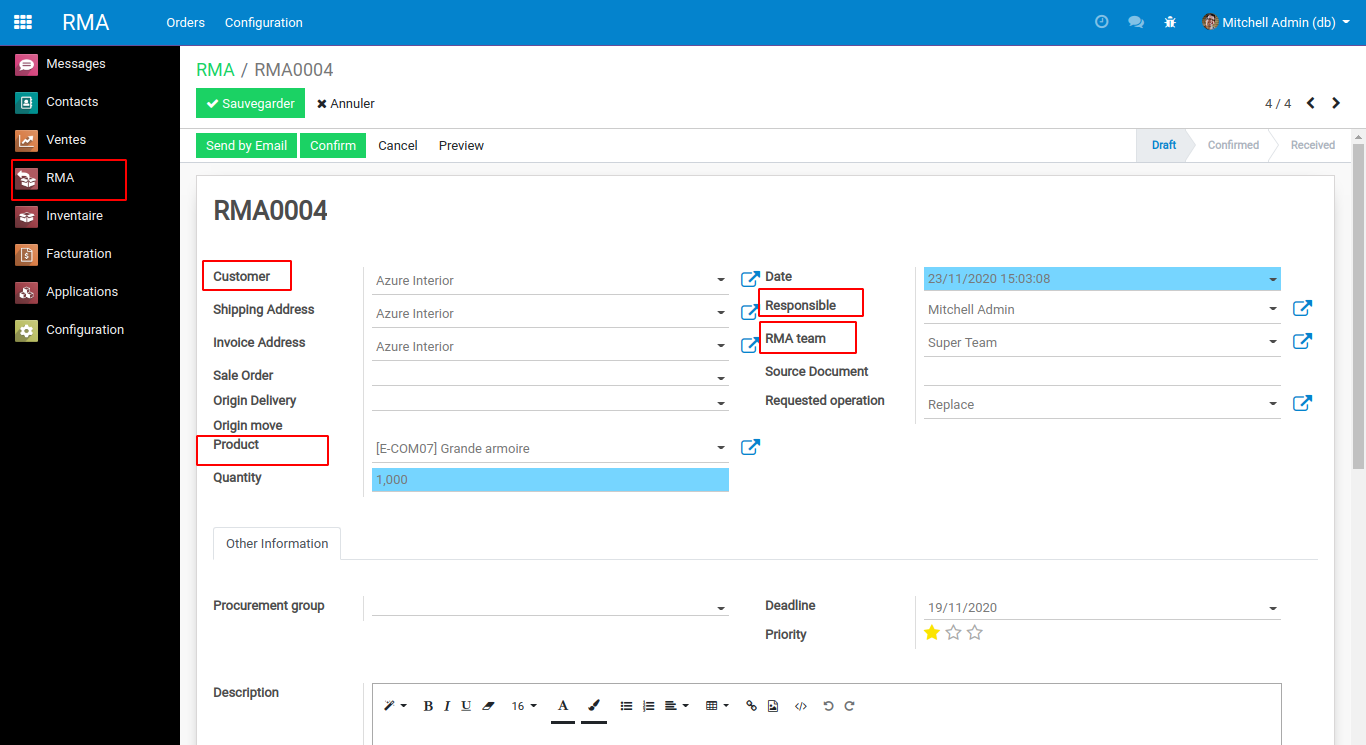 RMA Orders Configuration Mitchell Admin (db)
Messages
Contacts
Ventes
RMA
Inventaire
Facturation
Applications
Configuration
RMA / RMA0004
Sauvegarder Annuler 4 / 4
Send by Email Confirm Cancel Preview Draft Confirmed Received
RMA0004
Customer Azure Interior
Shipping Address Azure Interior
Invoice Address Azure Interior
Sale Order
Origin Delivery
Origin move
Product [E-COM07] Grande armoire
Quantity 1,000
Date 23/11/2020 15:03:08
Responsible Mitchell Admin
RMA team Super Team
Source Document
Requested operation Replace
Other Information
Procurement group
Deadline 19/11/2020
Priority
Description
B I U 16 A